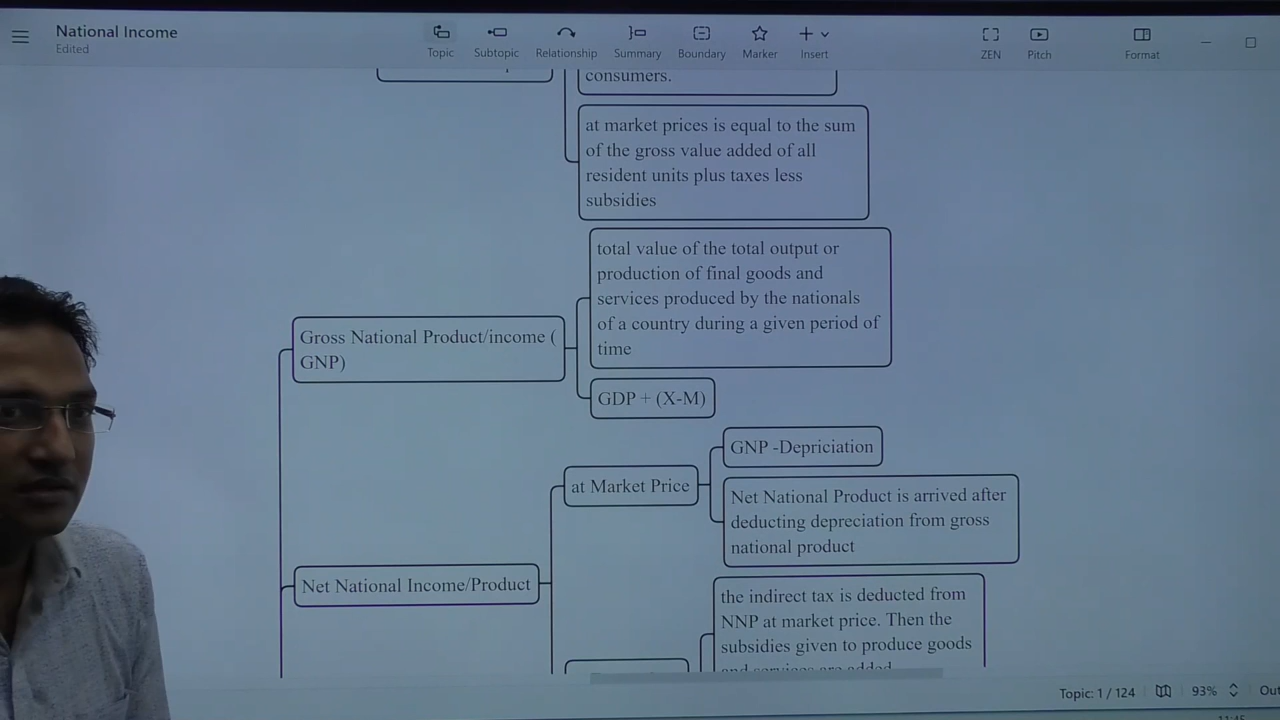 National Income
Edited
Topic
Subtopic
Relationship
Summary
Boundary
Marker
Insert
ZEN
Pitch
Format
consumers.
at market prices is equal to the sum
of the gross value added of all
resident units plus taxes less
subsidies
total value of the total output or
production of final goods and
services produced by the nationals
of a country during a given period of
time
Gross National Product/income (
GNP)
GDP + (X-M)
GNP -Depriciation
at Market Price
Net National Product is arrived after
deducting depreciation from gross
national product
Net National Income/Product
the indirect tax is deducted from
NNP at market price. Then the
subsidies given to produce goods
and services are added
Topic: 1 / 124
93%
Out